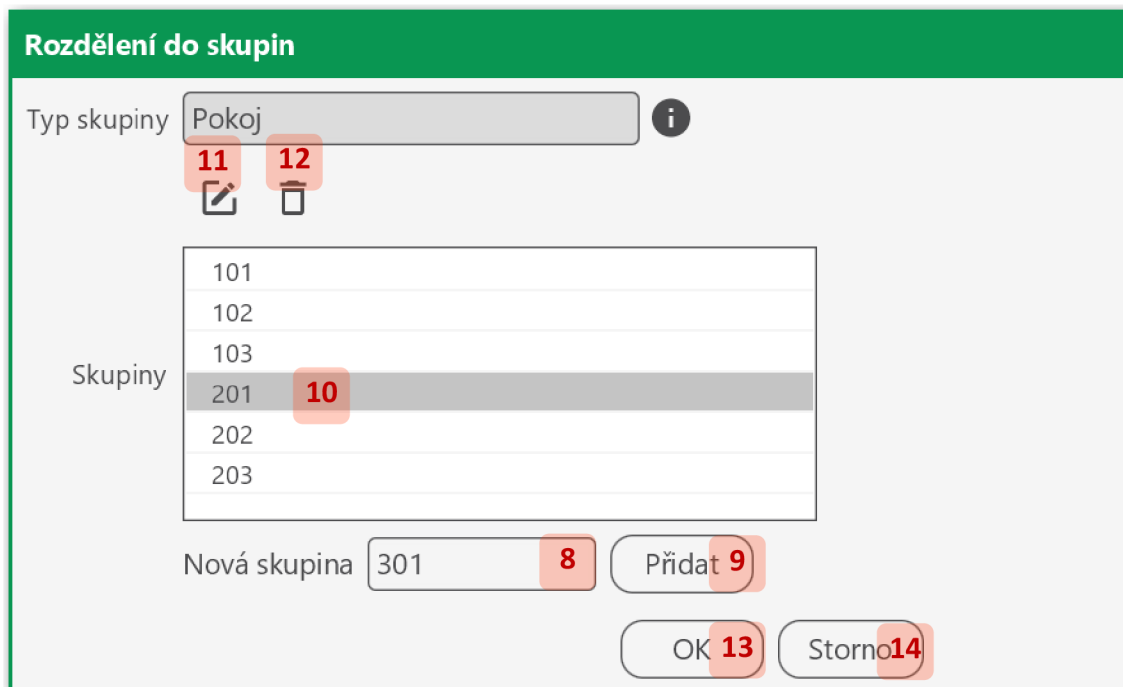 Rozdělení do skupin
Typ skupiny Pokoj i
11 12
101
102
103
Skupiny
201 10
202
203
Nová skupina 301 8 Přidat 9
OK 13 Storno 14